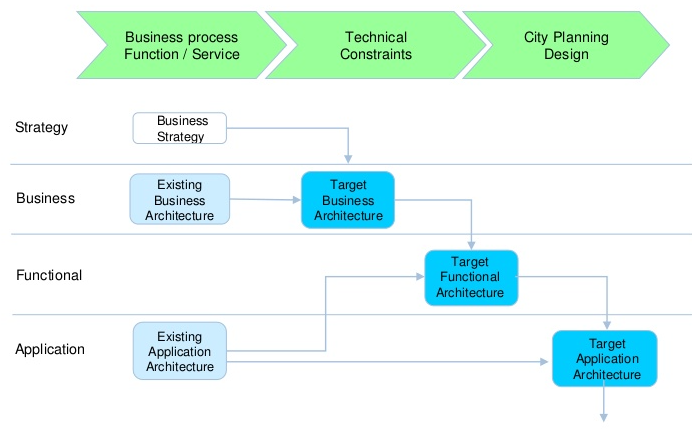 Business process
Function / Service
Technical
Constraints
City Planning
Design
Strategy
Business
Strategy
Business
Existing
Business
Architecture
Target
Business
Architecture
Functional
Target
Functional
Architecture
Application
Existing
Application
Architecture
Target
Application
Architecture